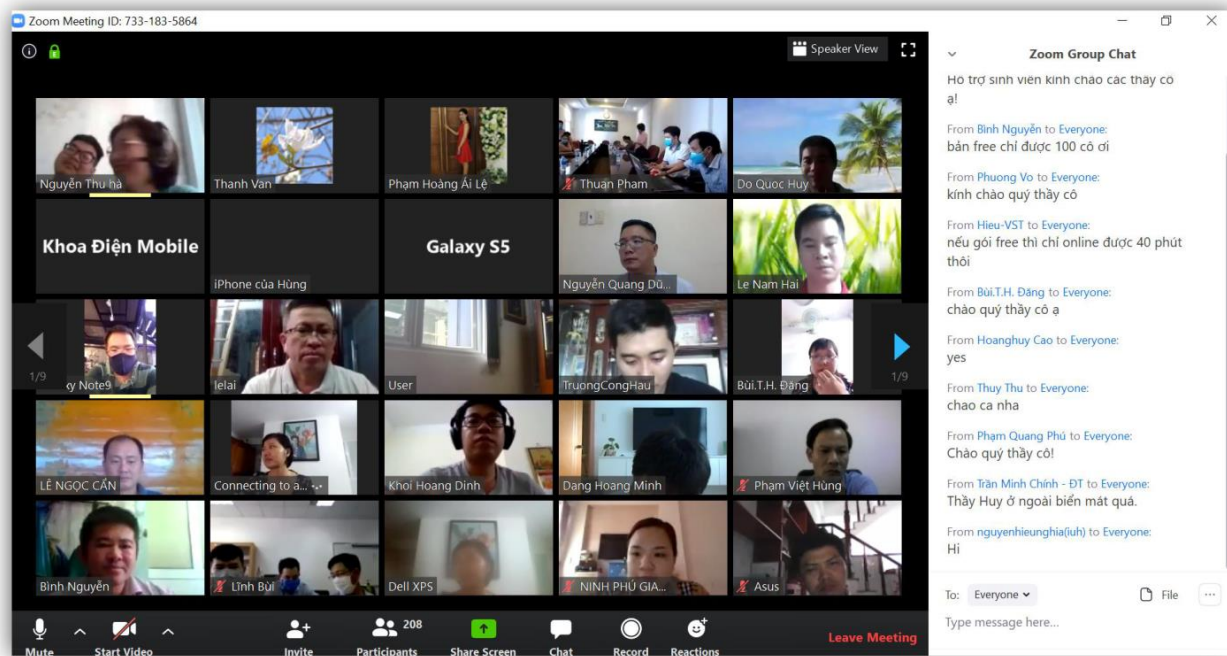 Zoom Meeting ID: 733-183-5864
Speaker View
Nguyễn Thu hà
Thanh Van
Phạm Hoàng Ái Lệ
Thuan Pham
Do Quoc Huy
Khoa Điện Mobile
iPhone của Hùng
Galaxy S5
Nguyễn Quang Dũ...
Le Nam Hai
1/9
xy Note9
lelai
User
TruongCongHau
Bùi.T.H. Đăng
1/9
LÊ NGỌC CẨN
Connecting to a...
Khoi Hoang Dinh
Dang Hoang Minh
Phạm Việt Hùng
Bình Nguyễn
Lĩnh Bùi
Dell XPS
NINH PHÚ GIA...
Asus
Mute
Start Video
Invite
Participants
208
Share Screen
Chat
Record
Reactions
Leave Meeting
Zoom Group Chat
Hỗ trợ sinh viên kính chào các thầy cô
ạ!
From Bình Nguyễn to Everyone:
bản free chỉ được 100 cô ơi
From Phuong Vo to Everyone:
kính chào quý thầy cô
From Hieu-VST to Everyone:
nếu gói free thì chỉ online được 40 phút
thôi
From Bùi.T.H. Đăng to Everyone:
chào quý thầy cô ạ
From Hoanghuy Cao to Everyone:
yes
From Thuy Thu to Everyone:
chao ca nha
From Phạm Quang Phú to Everyone:
Chào quý thầy cô!
From Trần Minh Chính - ĐT to Everyone:
Thầy Huy ở ngoài biển mát quá.
From nguyenhieunghia(iuh) to Everyone:
Hi
To: Everyone
File
Type message here...